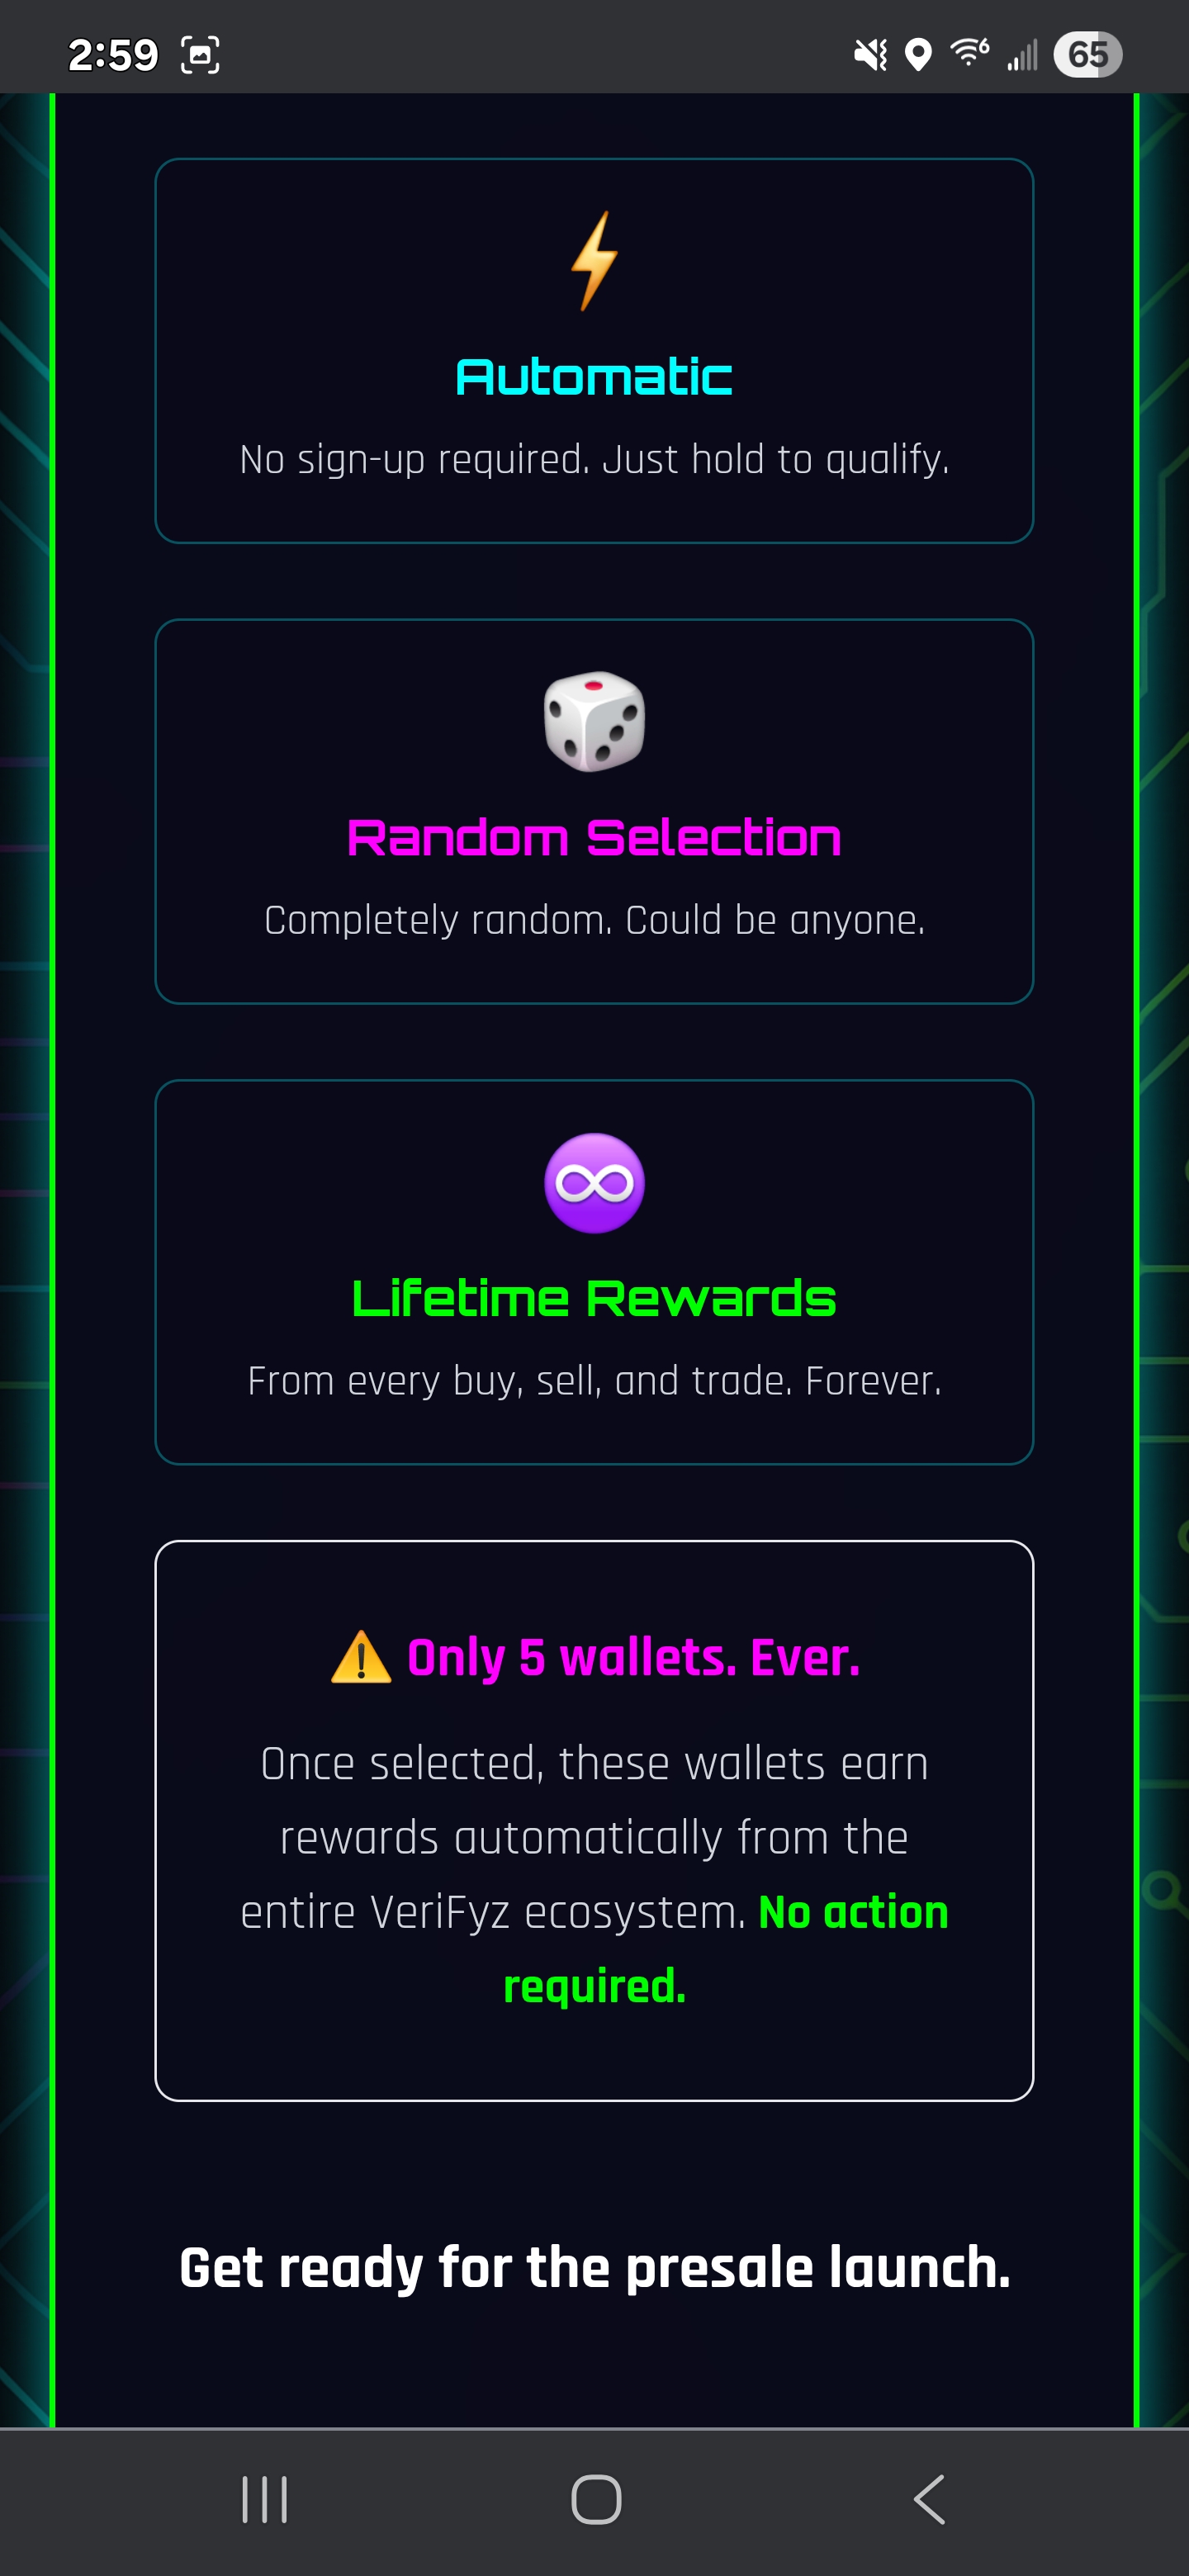 2:59
6
65
Automatic
No sign-up required. Just hold to qualify.
Random Selection
Completely random. Could be anyone.
Lifetime Rewards
From every buy, sell, and trade. Forever.
⚠️ Only 5 wallets. Ever.
Once selected, these wallets earn
rewards automatically from the
entire VeriFyz ecosystem. No action
required.
Get ready for the presale launch.